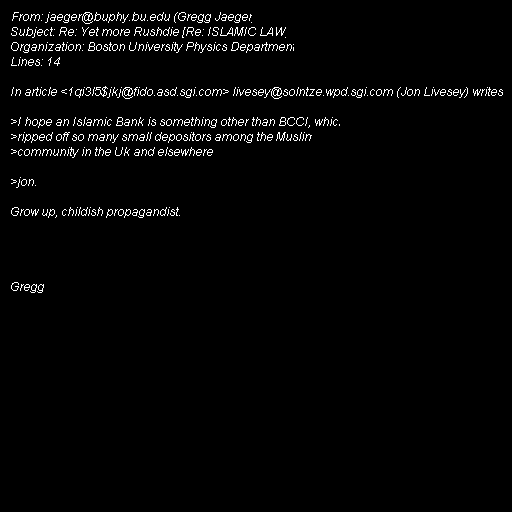 From: jaeger@buphy.bu.edu (Gregg Jaeger)
Subject: Re: Yet more Rushdie [Re: ISLAMIC LAW]
Organization: Boston University Physics Department
Lines: 14
In article <1qi3l5$jkj@fido.asd.sgi.com> livesey@solntze.wpd.sgi.com (Jon Livesey) writes
>I hope an Islamic Bank is something other than BCCI, whic.
>ripped off so many small depositors among the Muslin
>community in the Uk and elsewhere
>jon.
Grow up, childish propagandist.
Gregg